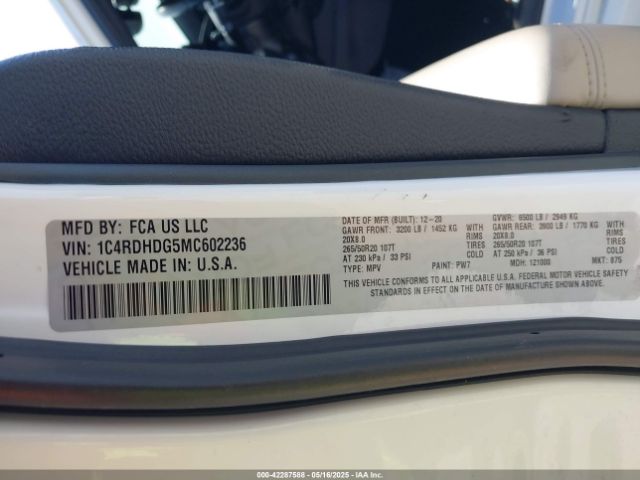 MFD BY: FCA US LLC
VIN: 1C4RDHDG5MC602236
VEHICLE MADE IN: U.S.A.
DATE OF MFR (BUILT): 12-20 GVWR: 6500 LB / 2949 KG
GAWR FRONT: 3200 LB / 1452 KG WITH GAWR REAR: 3900 LB / 1770 KG WITH
20X8.0 RIMS 20X8.0 RIMS
265/50R20 107T TIRES 265/50R20 107T TIRES
AT 230 kPa / 33 PSI COLD AT 250 kPa / 36 PSI COLD
TYPE: MPV PAINT: PW7 MDH: 121000 MKT: 875
THIS VEHICLE CONFORMS TO ALL APPLICABLE U.S.A. FEDERAL MOTOR VEHICLE SAFETY
STANDARDS IN EFFECT ON THE DATE OF MANUFACTURE SHOWN ABOVE.
000-42287588 - 05/16/2025 - IAAI.COM